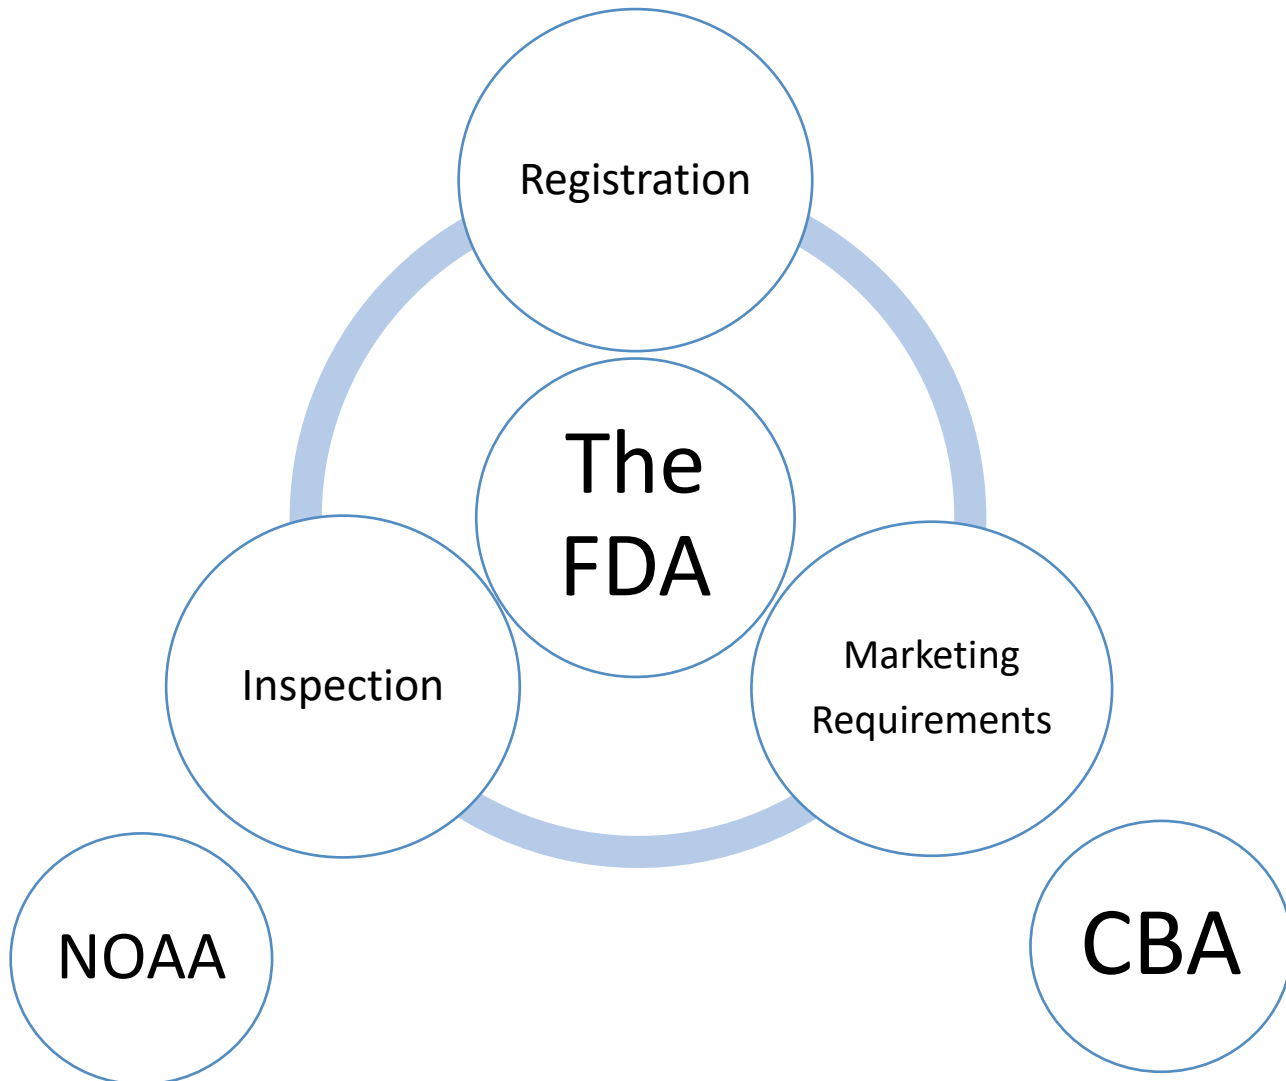 Registration
The
FDA
Inspection
Marketing
Requirements
NOAA
CBA